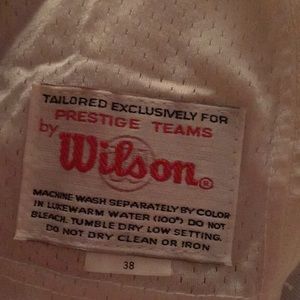 TAILORED EXCLUSIVELY FOR
PRESTIGE TEAMS
by Wilson®
MACHINE WASH SEPARATELY BY COLOR
IN LUKEWARM WATER (100°) DO NOT
BLEACH. TUMBLE DRY LOW SETTING.
DO NOT DRY CLEAN OR IRON
38